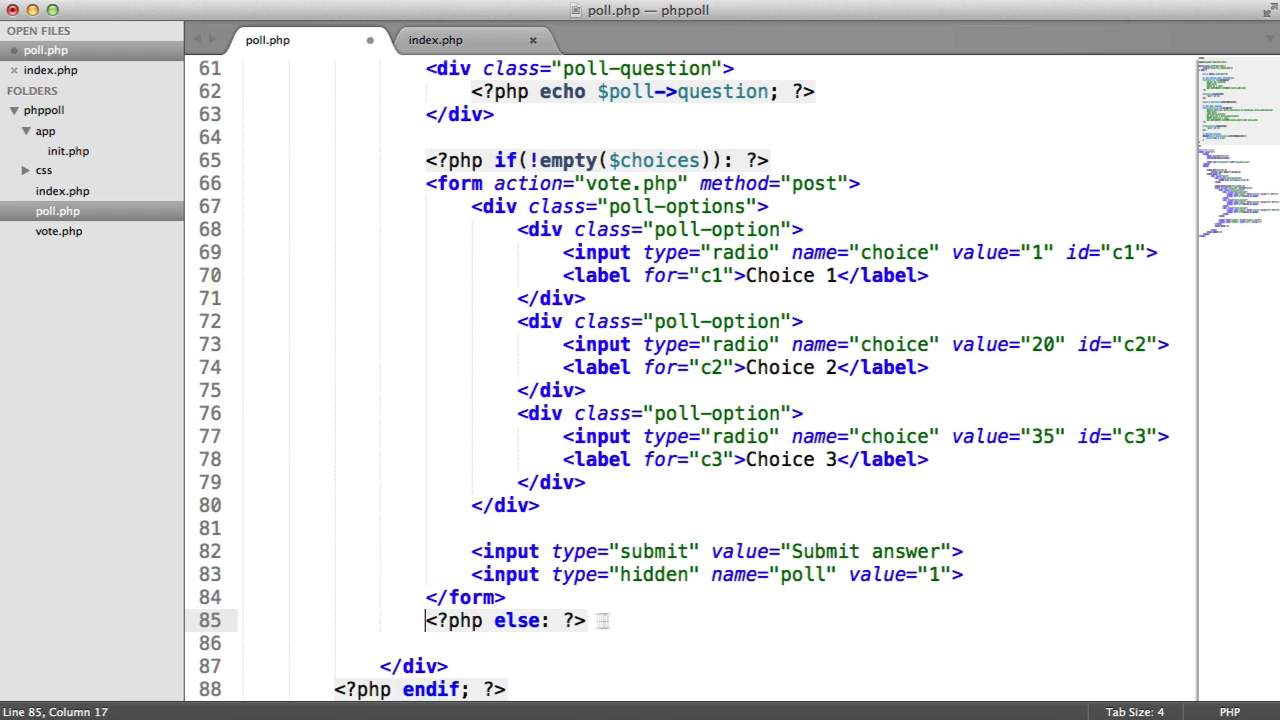 poll.php — phppoll
OPEN FILES
poll.php
index.php
FOLDERS
phppoll
app
init.php
css
index.php
poll.php
vote.php
poll.php
index.php
61 <div class="poll-question">
62 <?php echo $poll->question; ?>
63 </div>
64
65 <?php if(!empty($choices)): ?>
66 <form action="vote.php" method="post">
67 <div class="poll-options">
68 <div class="poll-option">
69 <input type="radio" name="choice" value="1" id="c1">
70 <label for="c1">Choice 1</label>
71 </div>
72 <div class="poll-option">
73 <input type="radio" name="choice" value="20" id="c2">
74 <label for="c2">Choice 2</label>
75 </div>
76 <div class="poll-option">
77 <input type="radio" name="choice" value="35" id="c3">
78 <label for="c3">Choice 3</label>
79 </div>
80 </div>
81
82 <input type="submit" value="Submit answer">
83 <input type="hidden" name="poll" value="1">
84 </form>
85 <?php else: ?>
86
87 </div>
88 <?php endif; ?>
Line 85, Column 17
Tab Size: 4
PHP